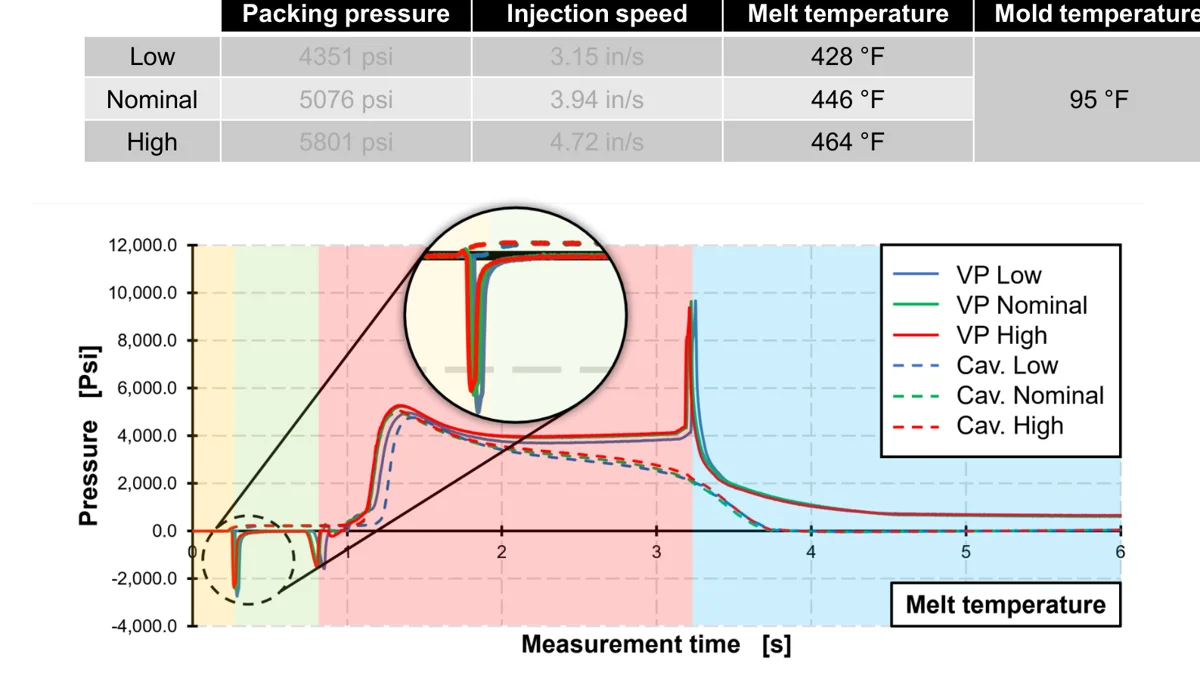 Packing pressure Injection speed Melt temperature Mold temperature
Low 4351 psi 3.15 in/s 428 °F
Nominal 5076 psi 3.94 in/s 446 °F 95 °F
High 5801 psi 4.72 in/s 464 °F
12,000.0
10,000.0
8,000.0
6,000.0
4,000.0
2,000.0
0.0
-2,000.0
-4,000.0
Pressure [Psi]
0 1 2 3 4 5 6
Measurement time [s]
VP Low
VP Nominal
VP High
Cav. Low
Cav. Nominal
Cav. High
Melt temperature